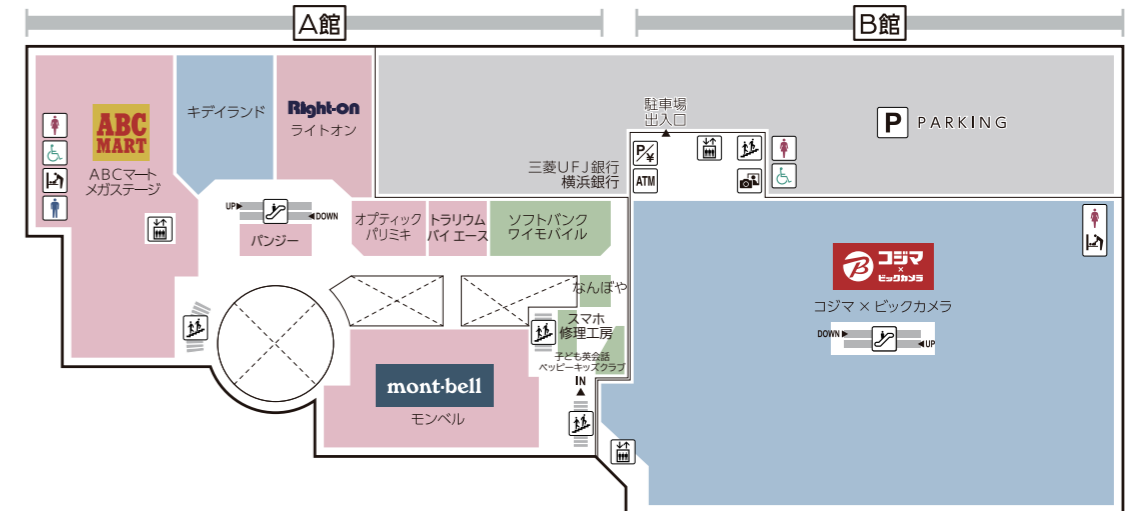 A館
B館
ABC
MART
ABCマート
メガステージ
キデイランド
Right-on
ライトオン
駐車場
出入口
P PARKING
三菱UFJ銀行
横浜銀行
P/¥
ATM
UP
DOWN
パンジー
オプティック
パリミキ
トラリウム
バイ エース
ソフトバンク
ワイモバイル
なんぼや
スマホ
修理工房
子ども英会話
ペッピーキッズクラブ
IN
mont·bell
モンベル
B コジマ
×
ビックカメラ
コジマ×ビックカメラ
DOWN
UP